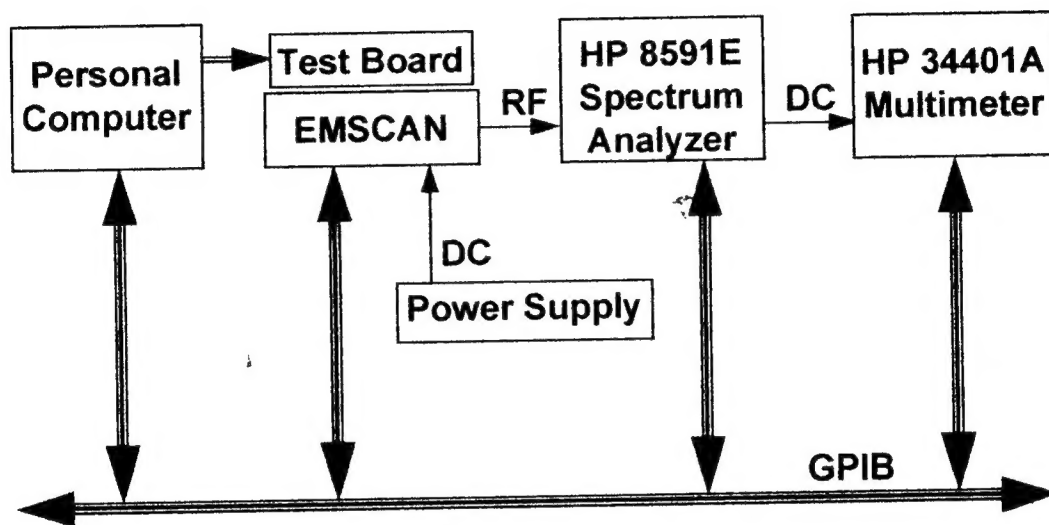 Personal
Computer
Test Board
EMSCAN
RF
HP 8591E
Spectrum
Analyzer
DC
HP 34401A
Multimeter
DC
Power Supply
GPIB